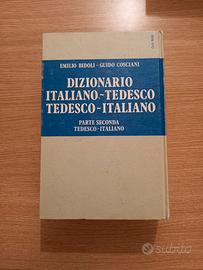 EMILIO BIDOLI - GUIDO COSCIANI
DIZIONARIO
ITALIANO-TEDESCO
TEDESCO-ITALIANO
PARTE SECONDA
TEDESCO-ITALIANO
subito